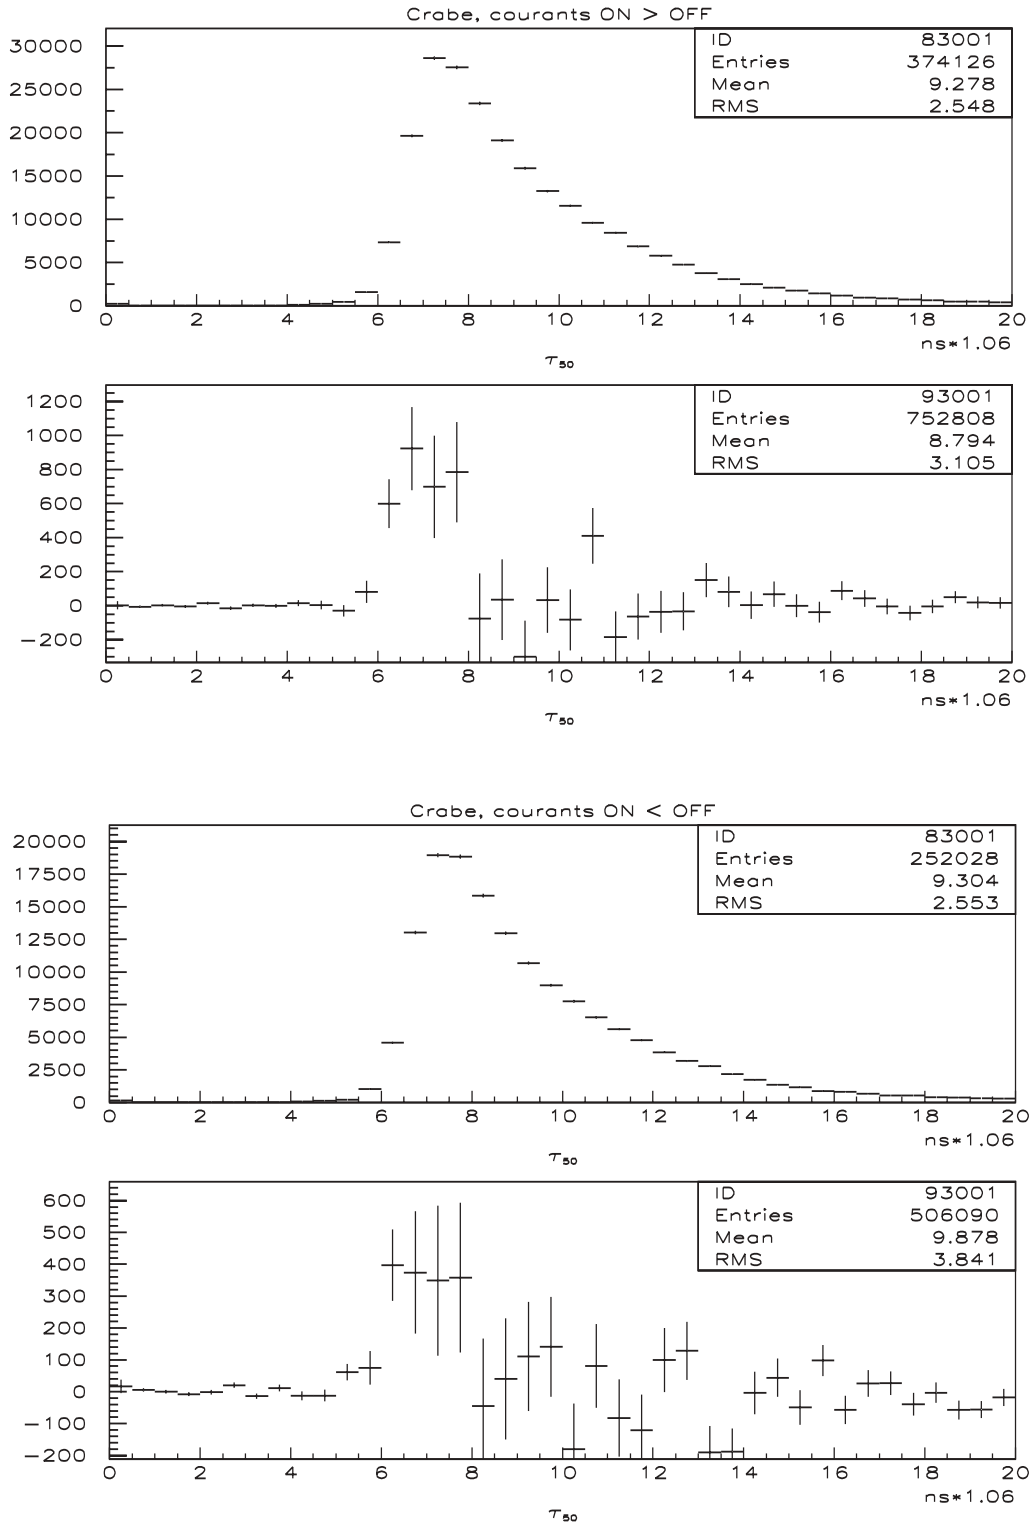 Crabe, courants ON > OFF
ID 83001
Entries 374126
Mean 9.278
RMS 2.548
30000
25000
20000
15000
10000
5000
0
0 2 4 6 8 10 12 14 16 18 20
ns*1.06
τ50
ID 93001
Entries 752808
Mean 8.794
RMS 3.105
1200
1000
800
600
400
200
0
−200
0 2 4 6 8 10 12 14 16 18 20
ns*1.06
τ50
Crabe, courants ON < OFF
ID 83001
Entries 252028
Mean 9.304
RMS 2.553
20000
17500
15000
12500
10000
7500
5000
2500
0
0 2 4 6 8 10 12 14 16 18 20
ns*1.06
τ50
ID 93001
Entries 506090
Mean 9.878
RMS 3.841
600
500
400
300
200
100
0
−100
−200
0 2 4 6 8 10 12 14 16 18 20
ns*1.06
τ50